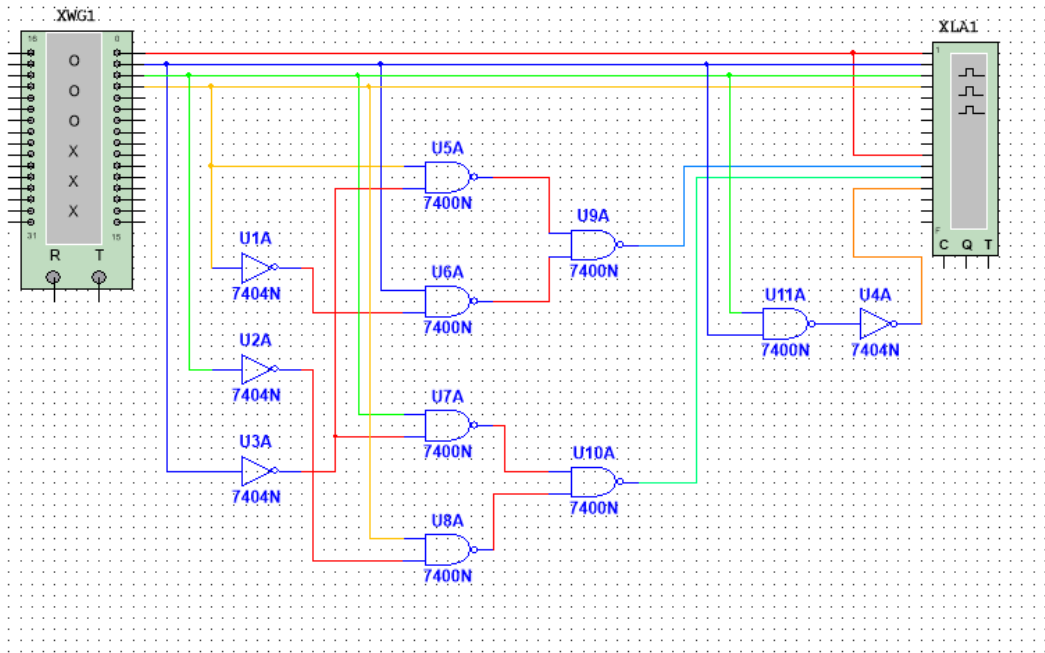 XWG1
XLA1
16
0
O
O
O
X
X
X
31
15
R
T
1
F
C Q T
U5A
7400N
U9A
7400N
U1A
7404N
U6A
7400N
U11A
7400N
U4A
7404N
U2A
7404N
U7A
7400N
U3A
7404N
U10A
7400N
U8A
7400N